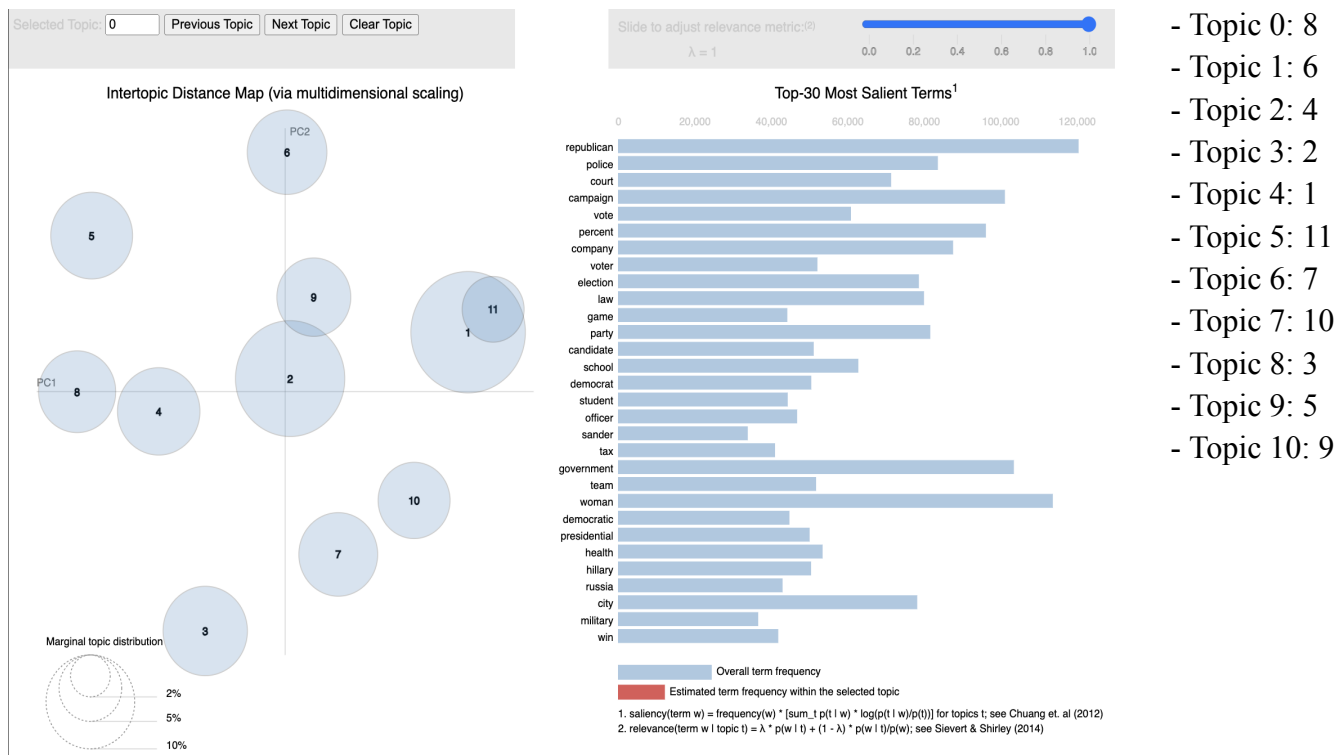 Selected Topic: 0 Previous Topic Next Topic Clear Topic
Slide to adjust relevance metric:(2)
λ = 1
0.0 0.2 0.4 0.6 0.8 1.0
Intertopic Distance Map (via multidimensional scaling)
PC2
6
5
9
11
1
2
PC1
8
4
10
7
3
Marginal topic distribution
2%
5%
10%
Top-30 Most Salient Terms1
0 20,000 40,000 60,000 80,000 100,000 120,000
republican
police
court
campaign
vote
percent
company
voter
election
law
game
party
candidate
school
democrat
student
officer
sander
tax
government
team
woman
democratic
presidential
health
hillary
russia
city
military
win
Overall term frequency
Estimated term frequency within the selected topic
1. saliency(term w) = frequency(w) * [sum_t p(t | w) * log(p(t | w)/p(t))] for topics t; see Chuang et. al (2012)
2. relevance(term w | topic t) = λ * p(w | t) + (1 - λ) * p(w | t)/p(w); see Sievert & Shirley (2014)
- Topic 0: 8
- Topic 1: 6
- Topic 2: 4
- Topic 3: 2
- Topic 4: 1
- Topic 5: 11
- Topic 6: 7
- Topic 7: 10
- Topic 8: 3
- Topic 9: 5
- Topic 10: 9